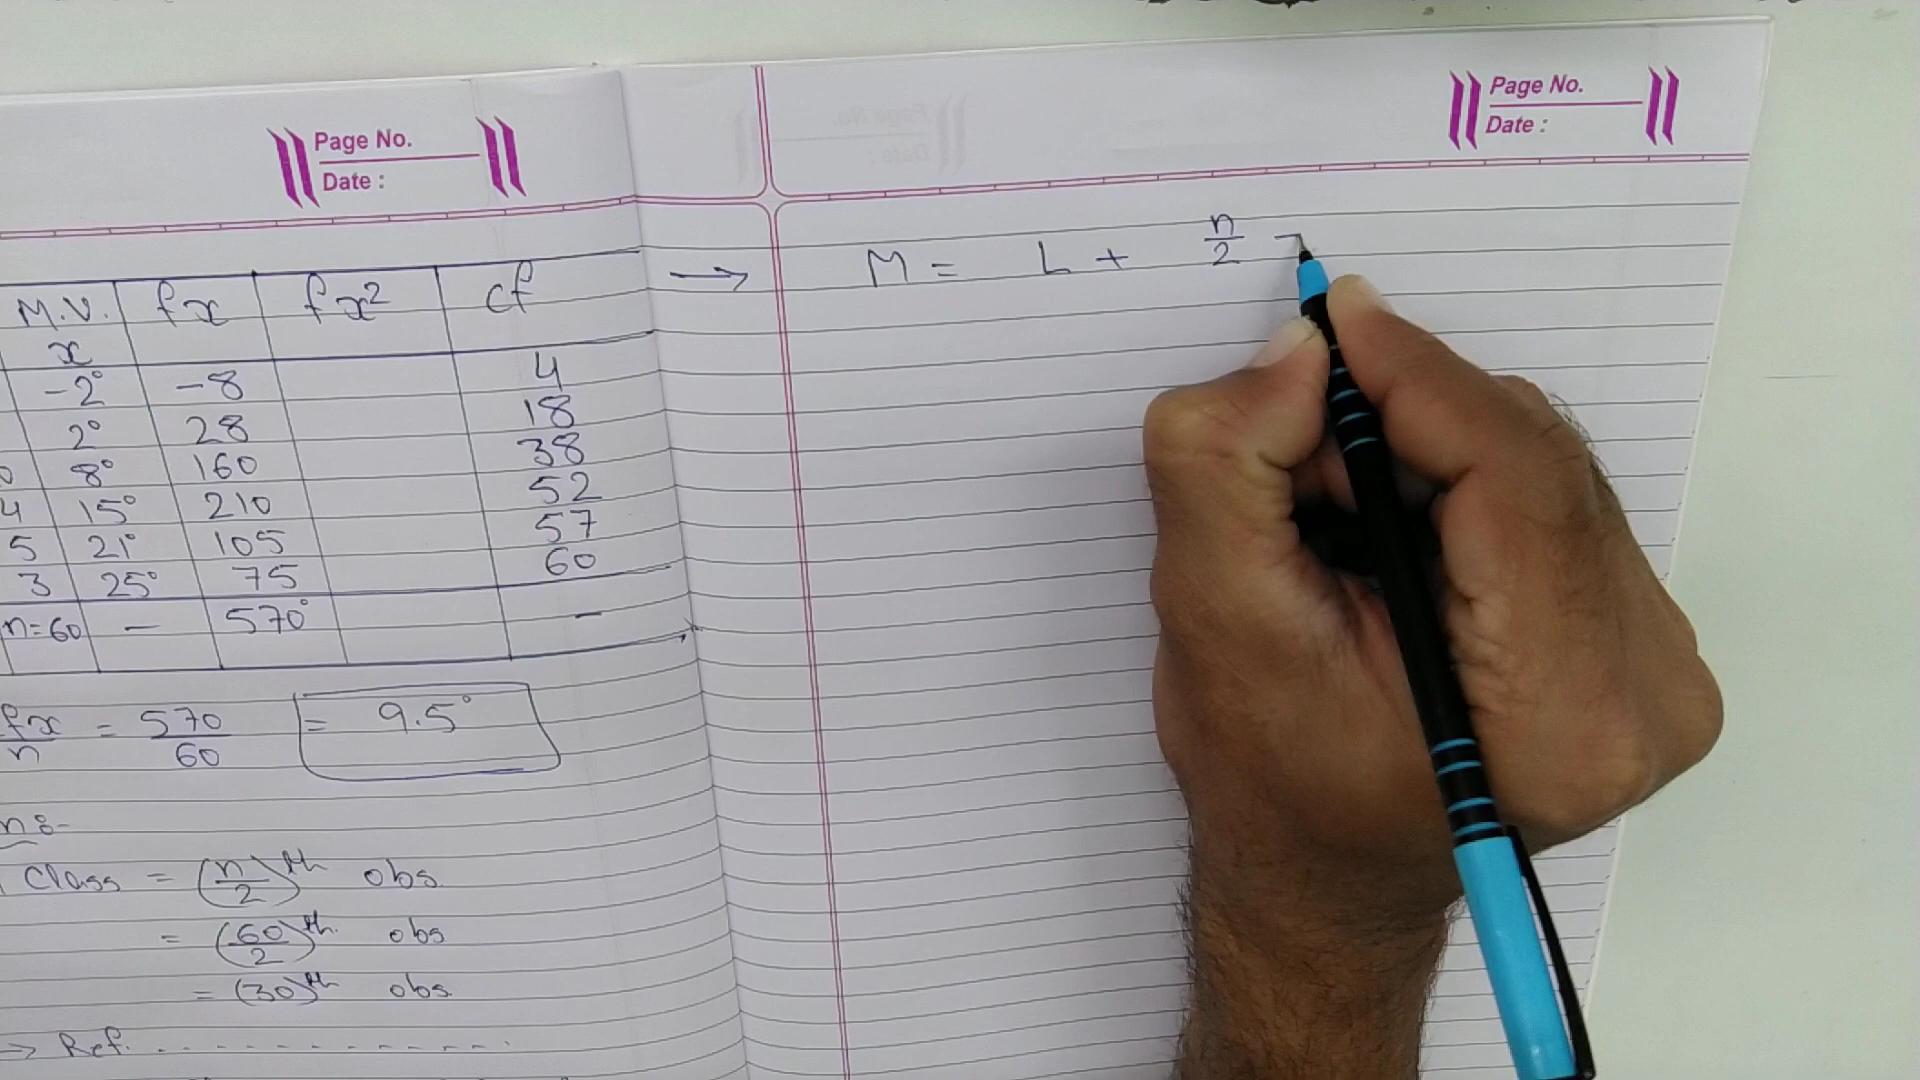 Page No.
Date :
Page No.
Date :
M.V. fx fx² cf
x
-2° -8 4
2° 28 18
8° 160 38
4 15° 210 52
5 21° 105 57
3 25° 75 60
n=60 — 570° —
fx/n = 570/60 = 9.5°
Class = (n/2)th obs.
= (60/2)th. obs
= (30)th obs.
→ Ref. - - - - - - - - - - - - -
→ M = L + n/2 -